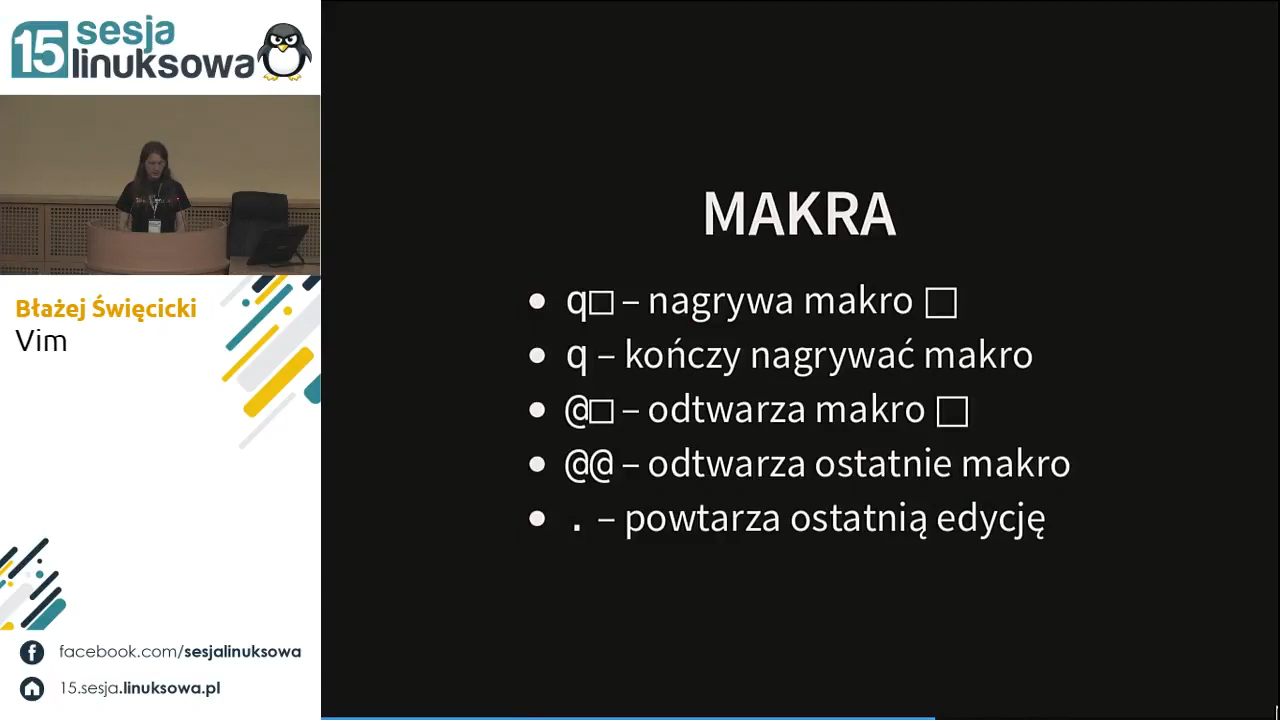 15 sesja
linuksowa
Błażej Święcicki
Vim
facebook.com/sesjalinuksowa
15.sesja.linuksowa.pl
MAKRA
• q□ – nagrywa makro □
• q – kończy nagrywać makro
• @□ – odtwarza makro □
• @@ – odtwarza ostatnie makro
• . – powtarza ostatnią edycję